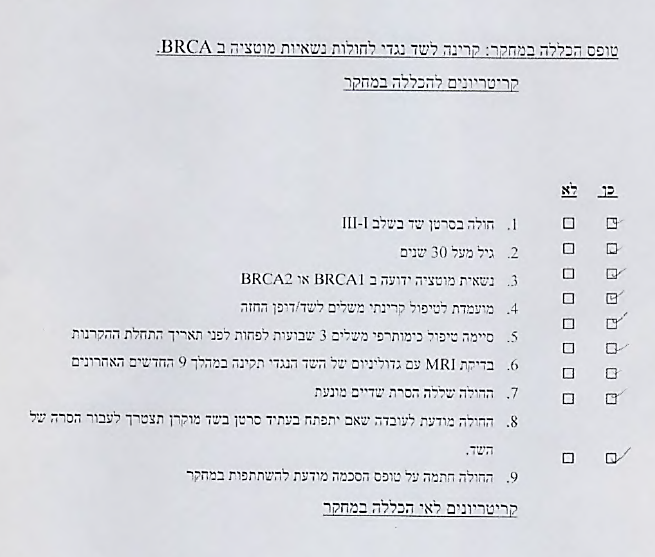 טופס הכללה במחקר: קרינה לשד נגדי לחולות נשאיות מוטציה ב BRCA.
קריטריונים להכללה במחקר
כן לא
1. חולה בסרטן שד בשלב III-I
2. גיל מעל 30 שנים
3. נשאית מוטציה ידועה ב BRCA1 או BRCA2
4. מועמדת לטיפול קרינתי משלים לשד/דופן החזה
5. סיימה טיפול כימותרפי משלים 3 שבועות לפחות לפני תאריך התחלת ההקרנות
6. בדיקת MRI עם גדוליניום של השד הנגדי תקינה במהלך 9 החדשים האחרונים
7. החולה שללה הסרת שדיים מונעת
8. החולה מודעת לעובדה שאם יתפתח בעתיד סרטן בשד מוקרן תצטרך לעבור הסרה של
השד.
9. החולה חתמה על טופס הסכמה מודעת להשתתפות במחקר
קריטריונים לאי הכללה במחקר